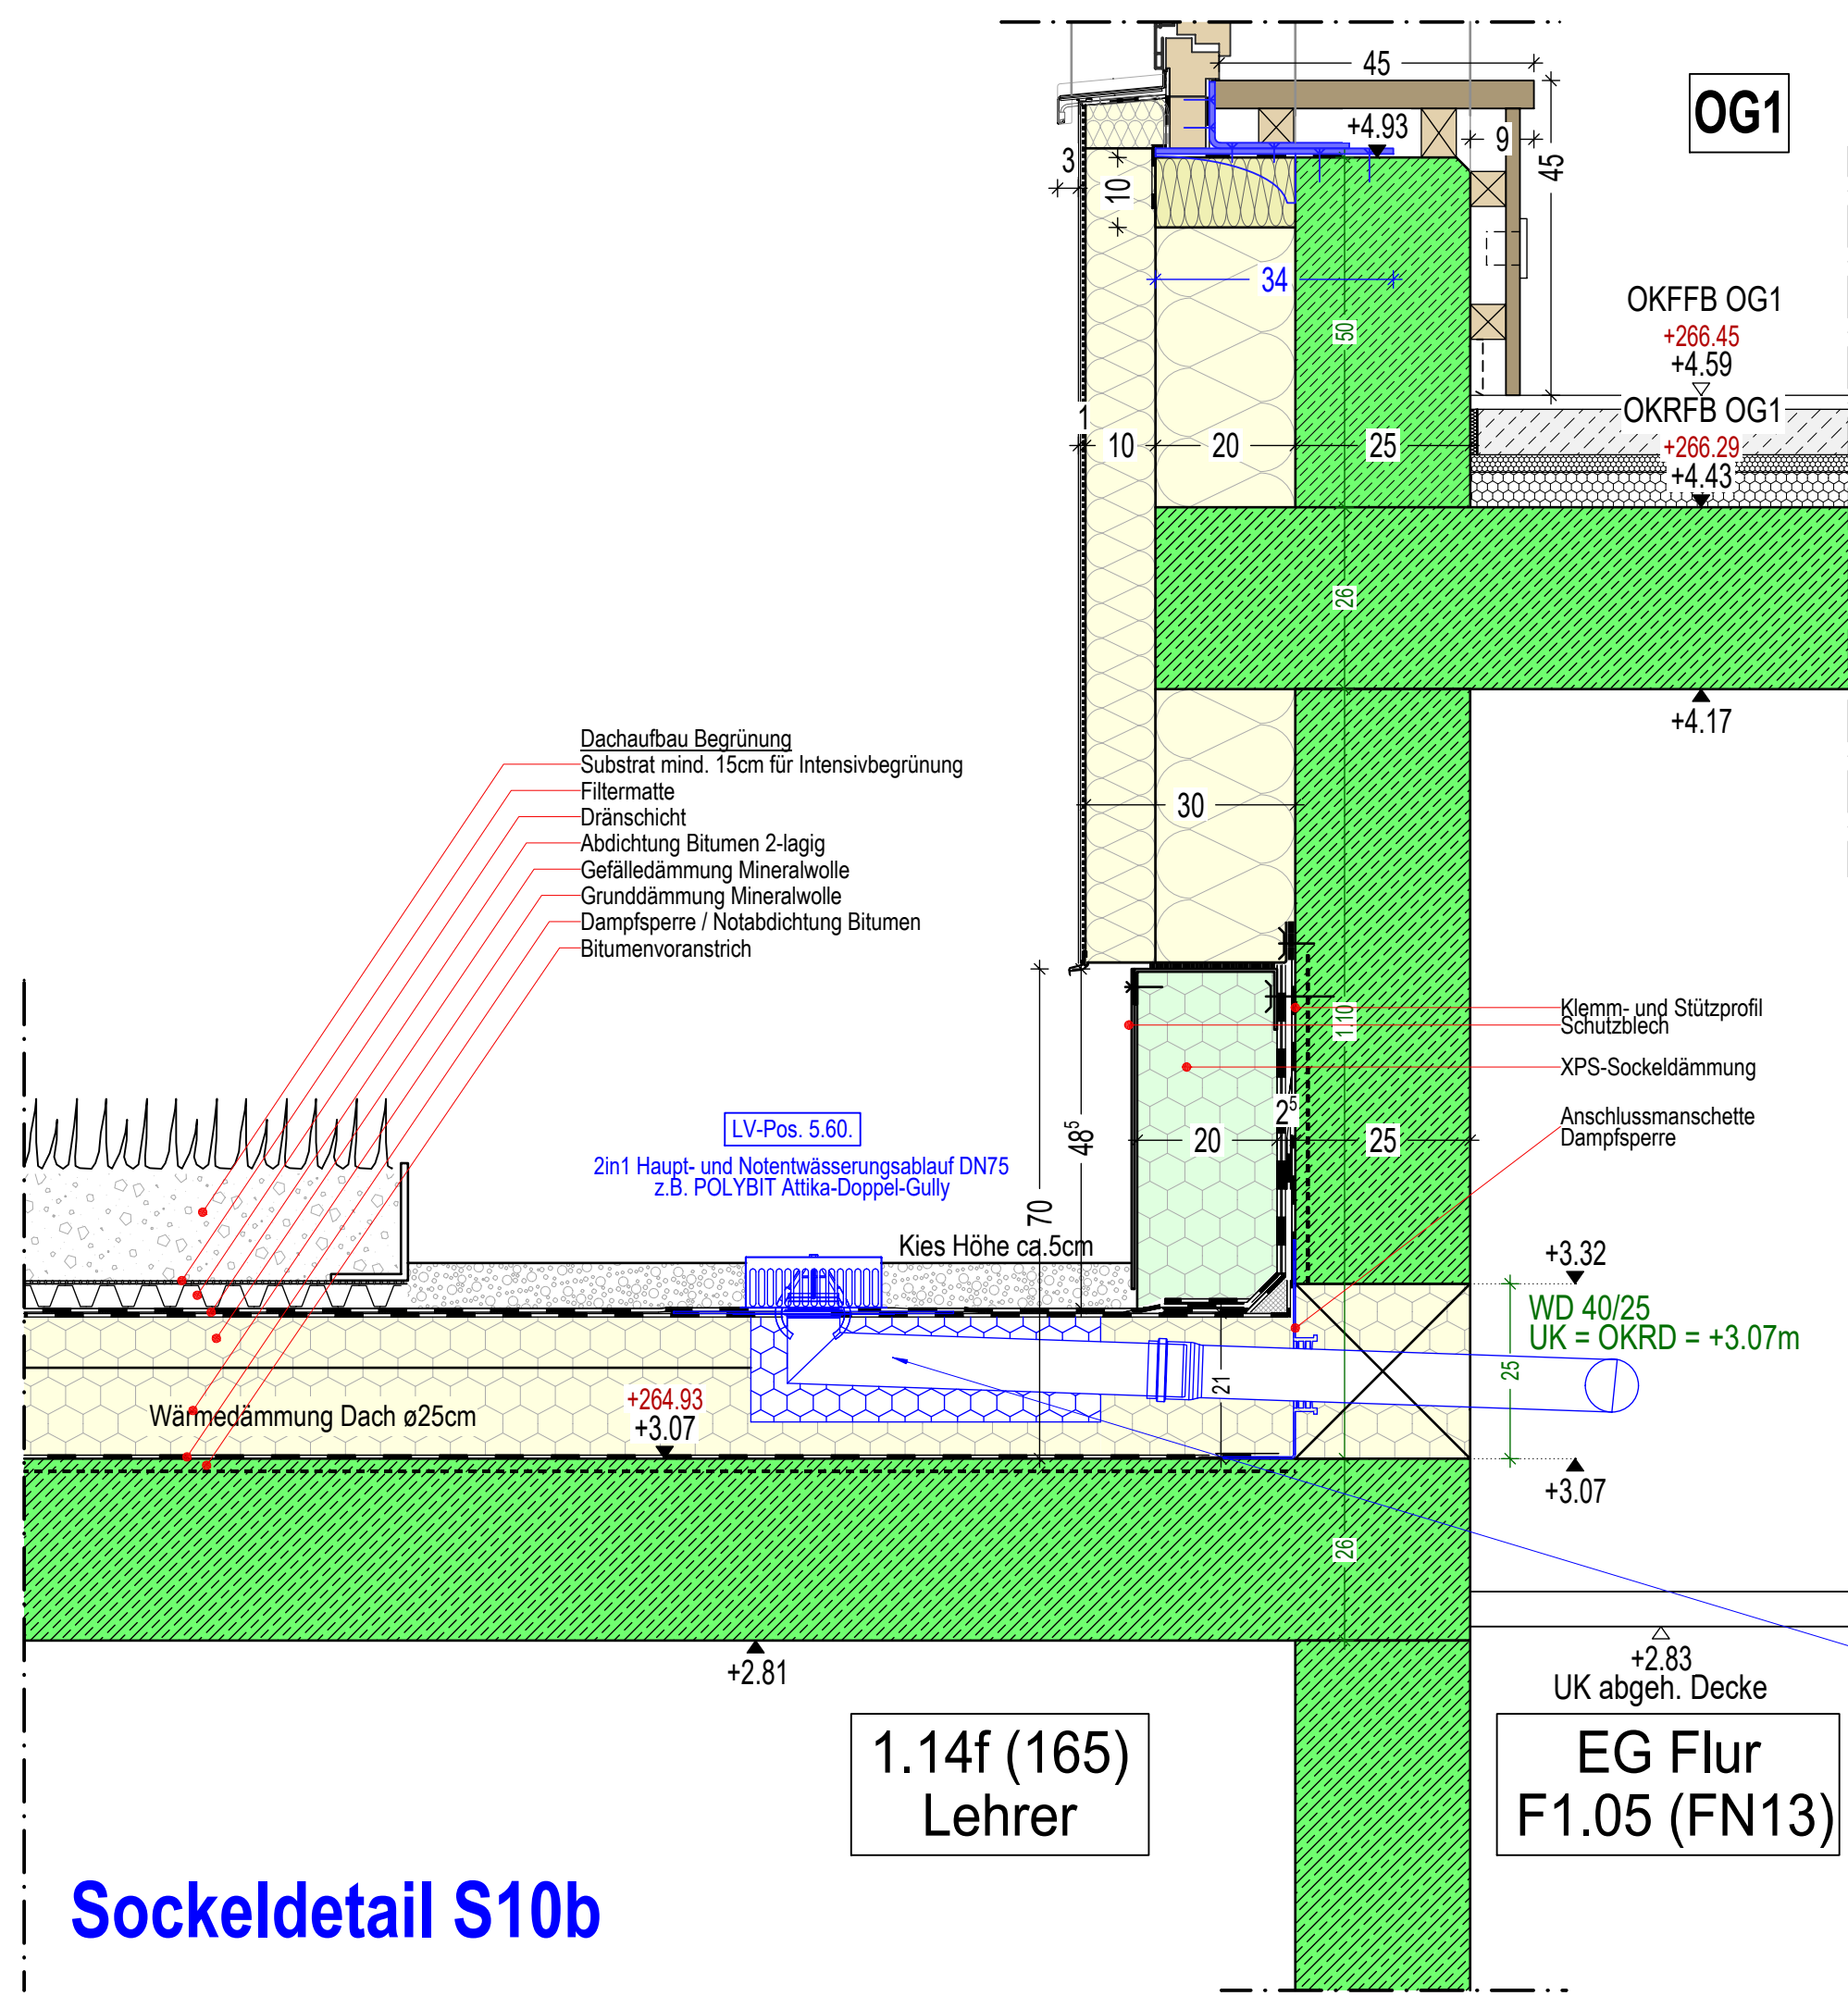 45
OG1
+4.93
9
45
3
10
34
OKFFB OG1
+266.45
+4.59
50
OKRFB OG1
+266.29
+4.43
1
10
20
25
26
+4.17
Dachaufbau Begrünung
Substrat mind. 15cm für Intensivbegrünung
Filtermatte
Dränschicht
Abdichtung Bitumen 2-lagig
Gefälledämmung Mineralwolle
Grunddämmung Mineralwolle
Dampfsperre / Notabdichtung Bitumen
Bitumenvoranstrich
30
Klemm- und Stützprofil
Schutzblech
1.10
XPS-Sockeldämmung
Anschlussmanschette
Dampfsperre
LV-Pos. 5.60.
2in1 Haupt- und Notentwässerungsablauf DN75
z.B. POLYBIT Attika-Doppel-Gully
48⁵
20
2⁵
25
70
Kies Höhe ca.5cm
+3.32
WD 40/25
UK = OKRD = +3.07m
25
21
Wärmedämmung Dach ø25cm
+264.93
+3.07
+3.07
26
+2.81
+2.83
UK abgeh. Decke
1.14f (165)
Lehrer
EG Flur
F1.05 (FN13)
Sockeldetail S10b